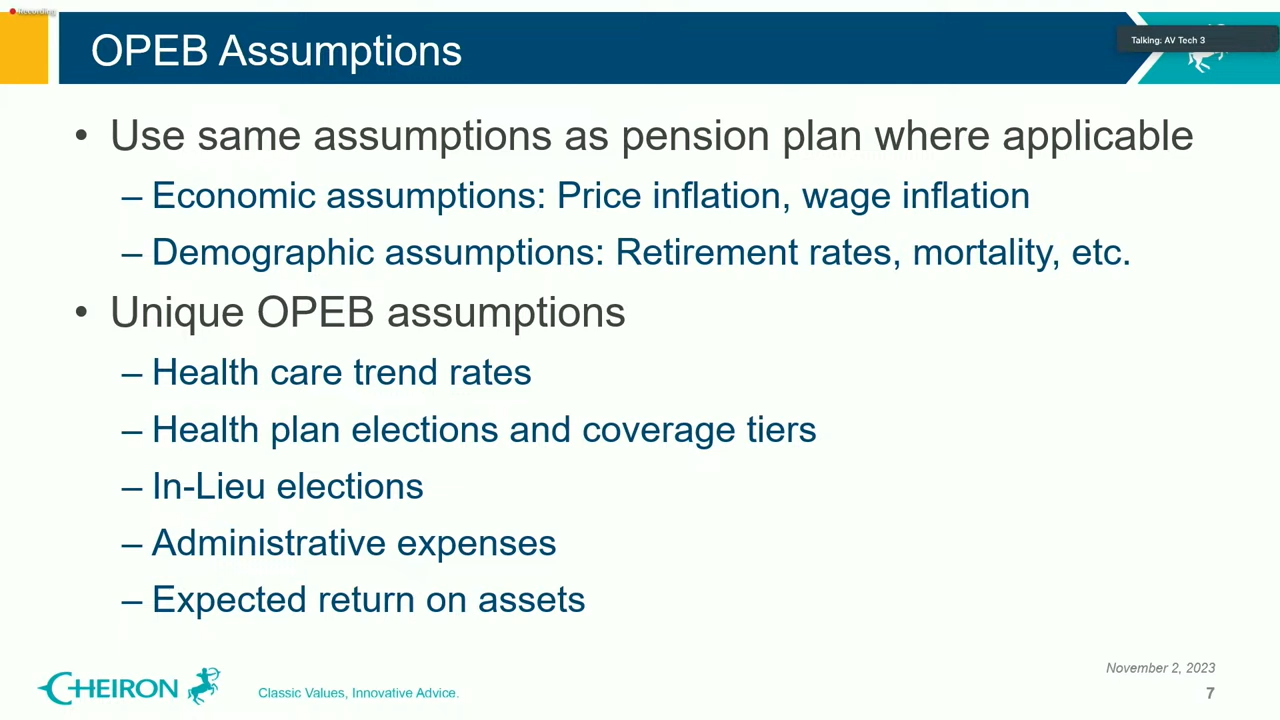 Recording
Talking: AV Tech 3
OPEB Assumptions
• Use same assumptions as pension plan where applicable
– Economic assumptions: Price inflation, wage inflation
– Demographic assumptions: Retirement rates, mortality, etc.
• Unique OPEB assumptions
– Health care trend rates
– Health plan elections and coverage tiers
– In-Lieu elections
– Administrative expenses
– Expected return on assets
November 2, 2023
CHEIRON
Classic Values, Innovative Advice.
7